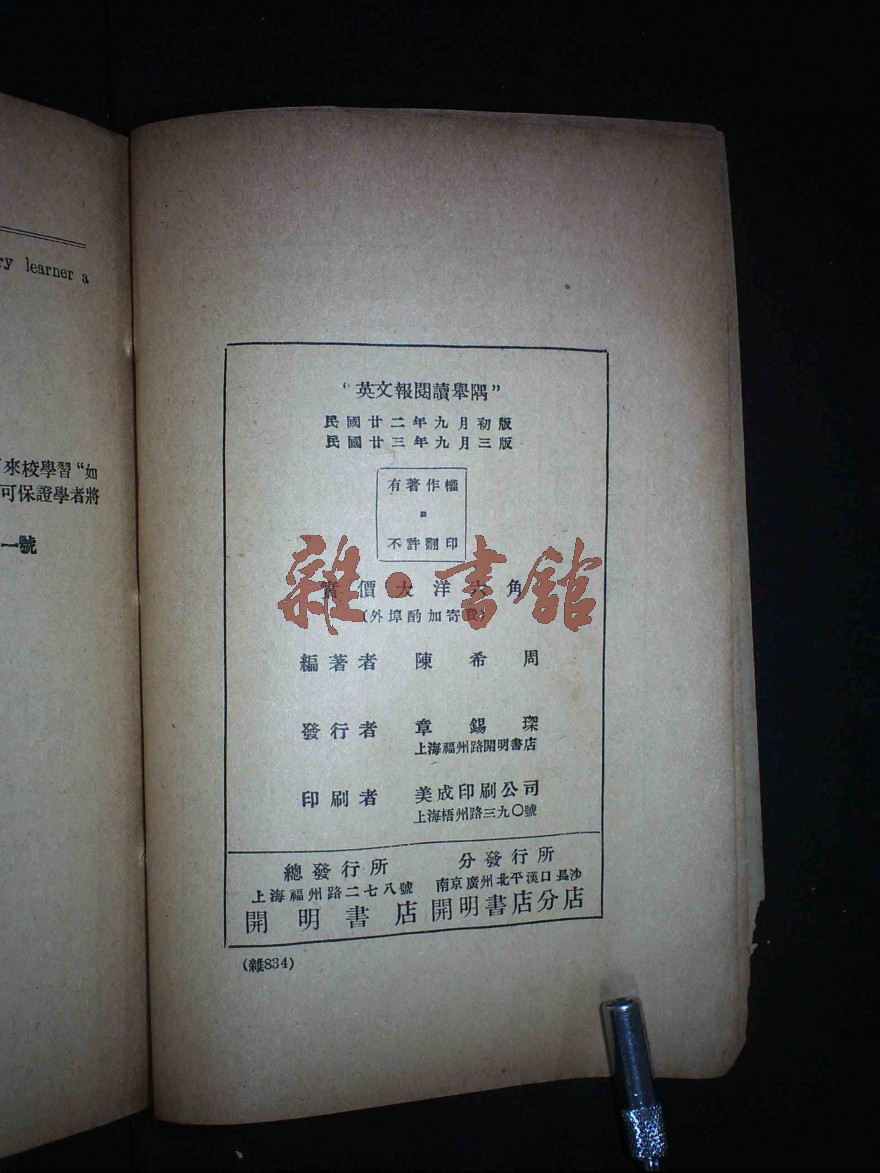 ry learner a
來校學習“如
可保證學者將
一號
“英文報閱讀舉隅”
民國廿二年九月初版
民國廿三年九月三版
有著作權
不許翻印
實價大洋六角
(外埠酌加寄費)
雜·書館
編著者 陳希周
發行者 章錫琛
上海福州路開明書店
印刷者 美成印刷公司
上海梧州路三九〇號
總發行所 分發行所
上海福州路二七八號 南京廣州北平漢口長沙
開明書店 開明書店分店
(雜834)